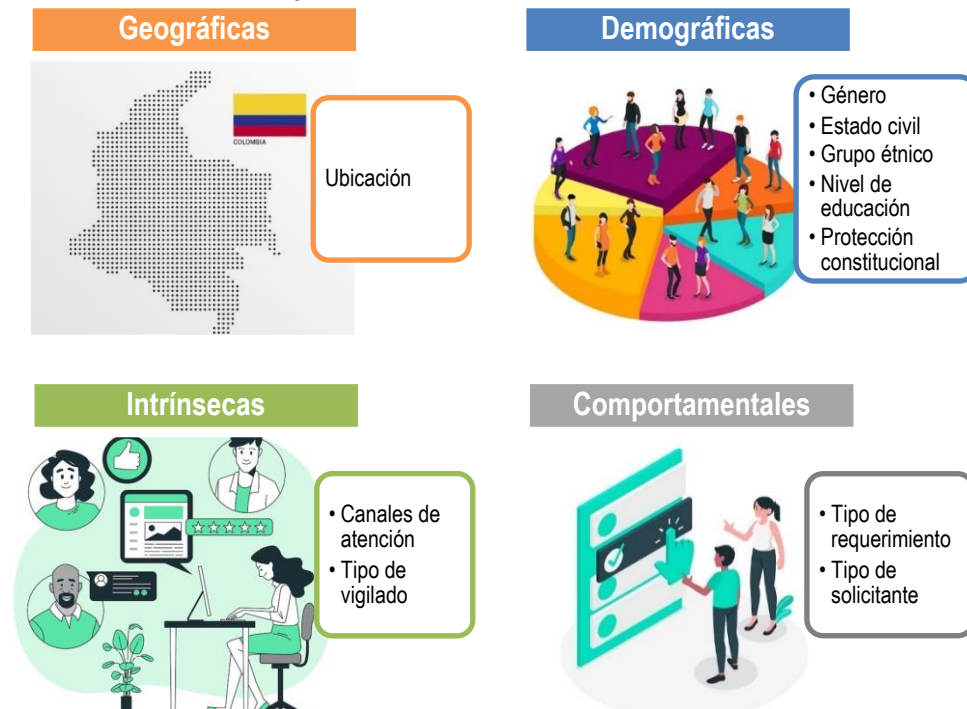 Geográficas
COLOMBIA
Ubicación
Demográficas
• Género
• Estado civil
• Grupo étnico
• Nivel de
educación
• Protección
constitucional
Intrínsecas
• Canales de
atención
• Tipo de
vigilado
Comportamentales
• Tipo de
requerimiento
• Tipo de
solicitante